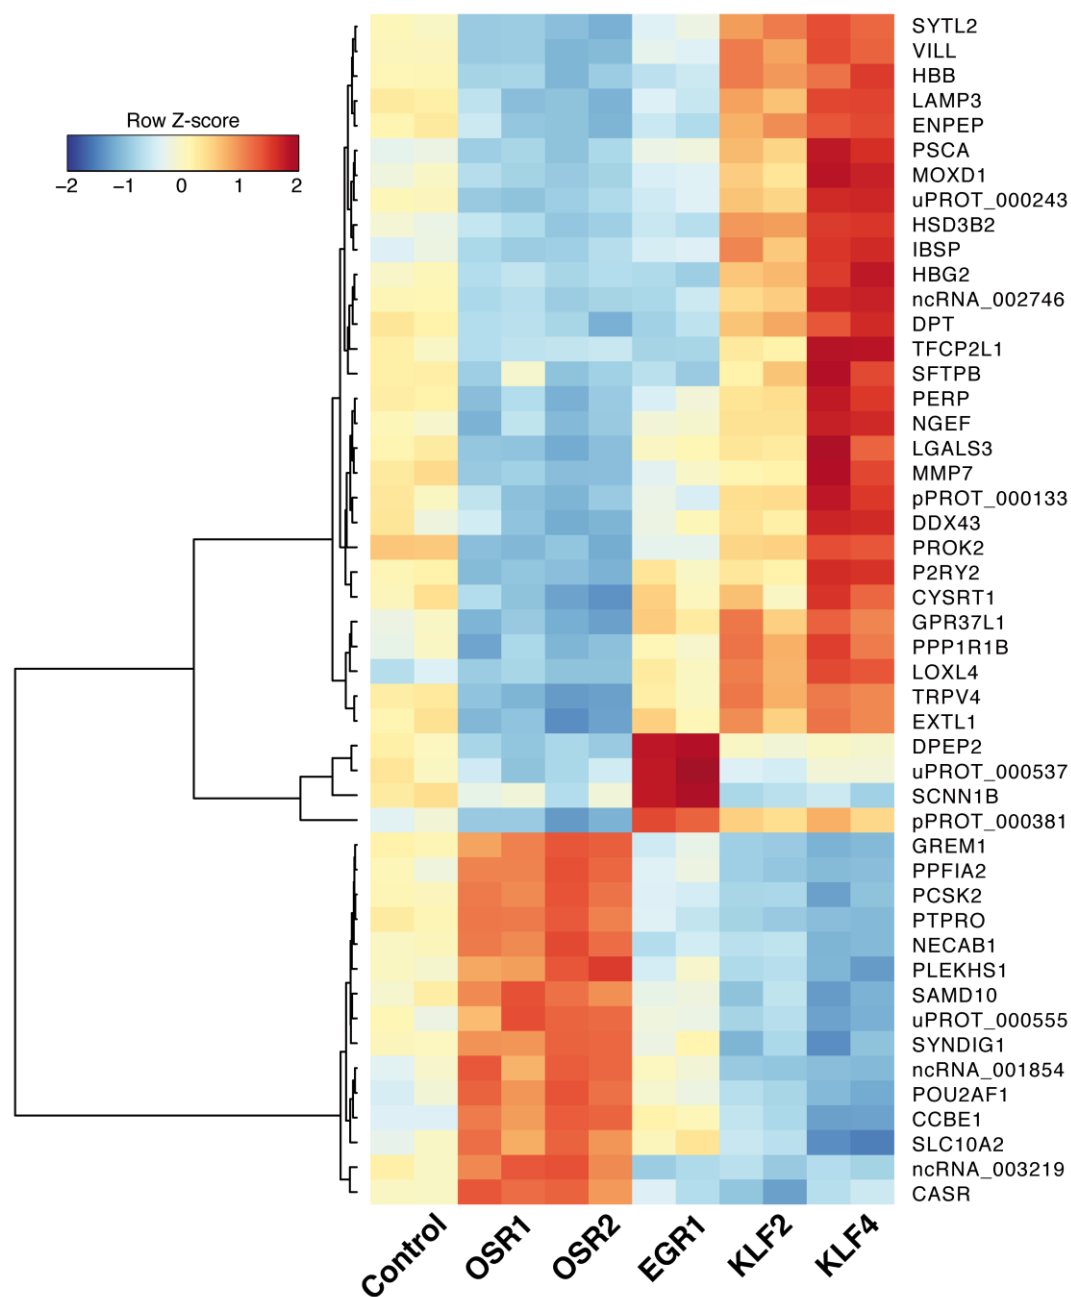 Row Z-score
−2 −1 0 1 2
SYTL2
VILL
HBB
LAMP3
ENPEP
PSCA
MOXD1
uPROT_000243
HSD3B2
IBSP
HBG2
ncRNA_002746
DPT
TFCP2L1
SFTPB
PERP
NGEF
LGALS3
MMP7
pPROT_000133
DDX43
PROK2
P2RY2
CYSRT1
GPR37L1
PPP1R1B
LOXL4
TRPV4
EXTL1
DPEP2
uPROT_000537
SCNN1B
pPROT_000381
GREM1
PPFIA2
PCSK2
PTPRO
NECAB1
PLEKHS1
SAMD10
uPROT_000555
SYNDIG1
ncRNA_001854
POU2AF1
CCBE1
SLC10A2
ncRNA_003219
CASR
Control OSR1 OSR2 EGR1 KLF2 KLF4